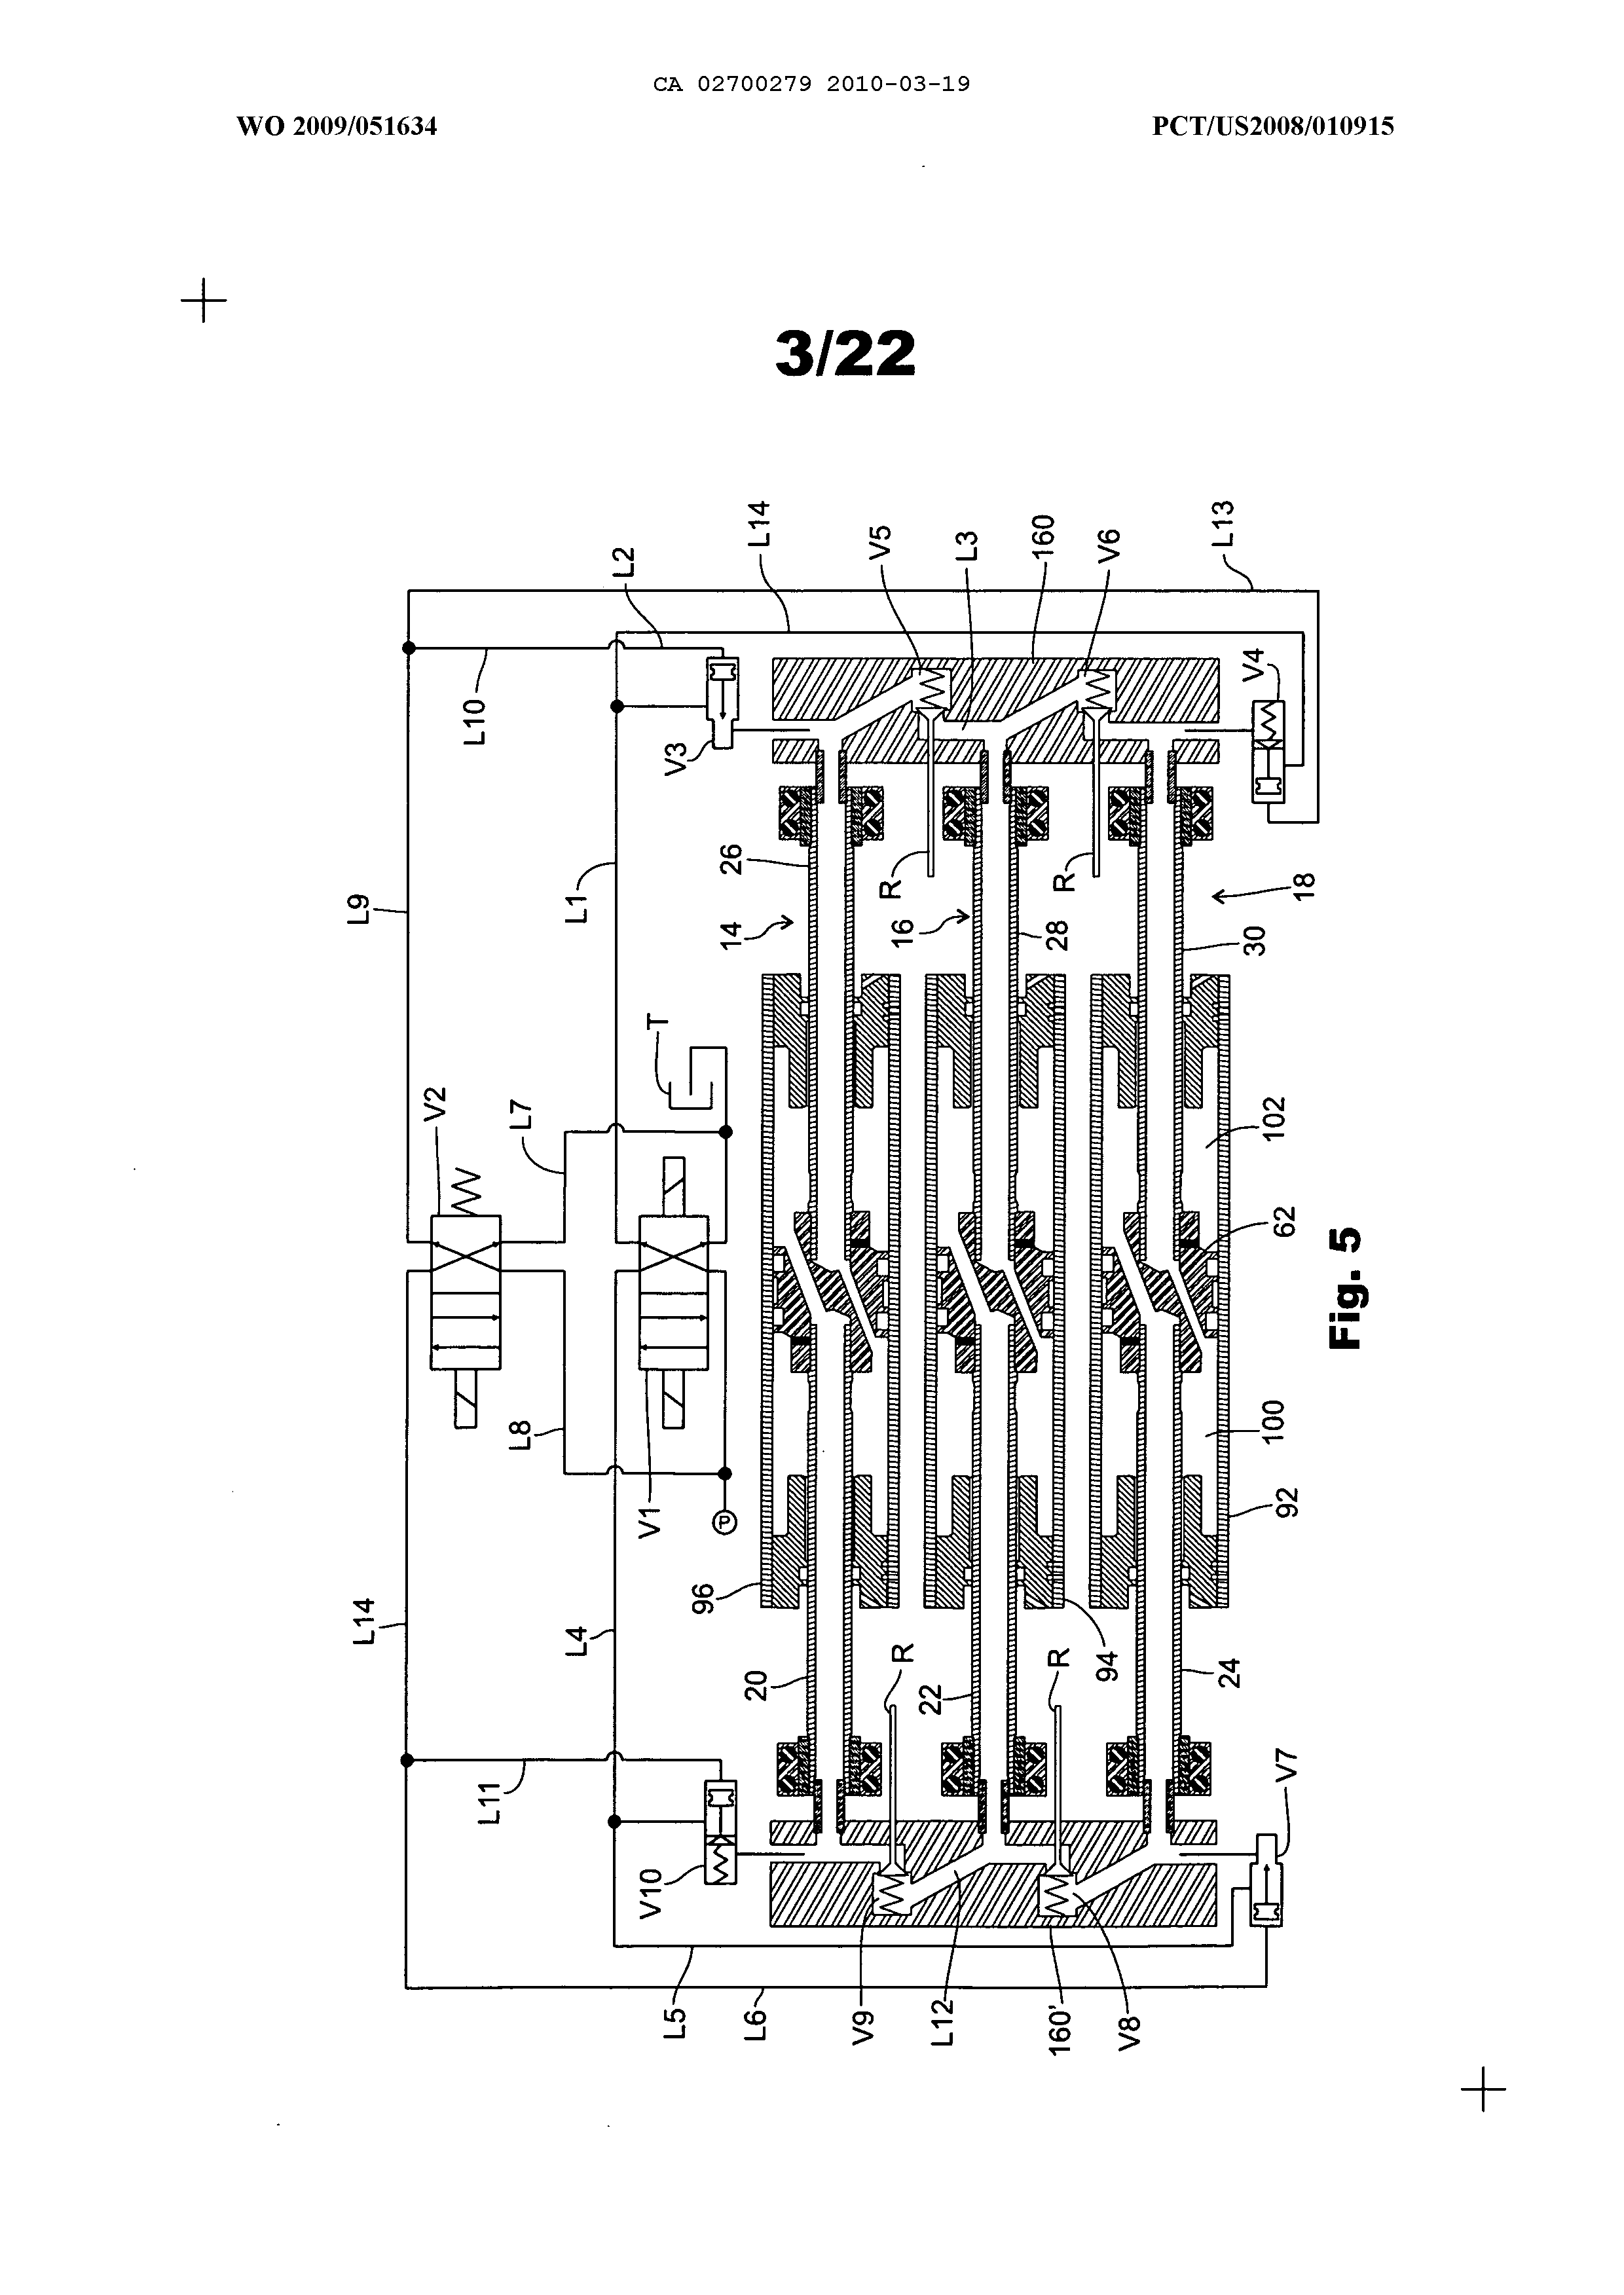 CA 02700279 2010-03-19
WO 2009/051634
PCT/US2008/010915
3/22
L14
L9
L11
L8
V2
L7
L10
L4
V1
P
T
L1
L2
V10
V3
L14
L5
L6
20
96
14
26
V9
R
22
16
R
V5
L12
L3
160'
R
94
28
R
160
V8
24
V6
V7
92
100
62
102
30
18
V4
L13
Fig. 5